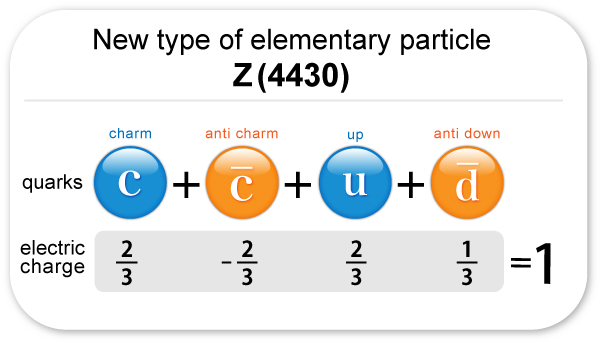 New type of elementary particle
Z (4430)
charm anti charm up anti down
quarks c + c̅ + u + d̅
electric charge 2/3 -2/3 2/3 1/3 =1